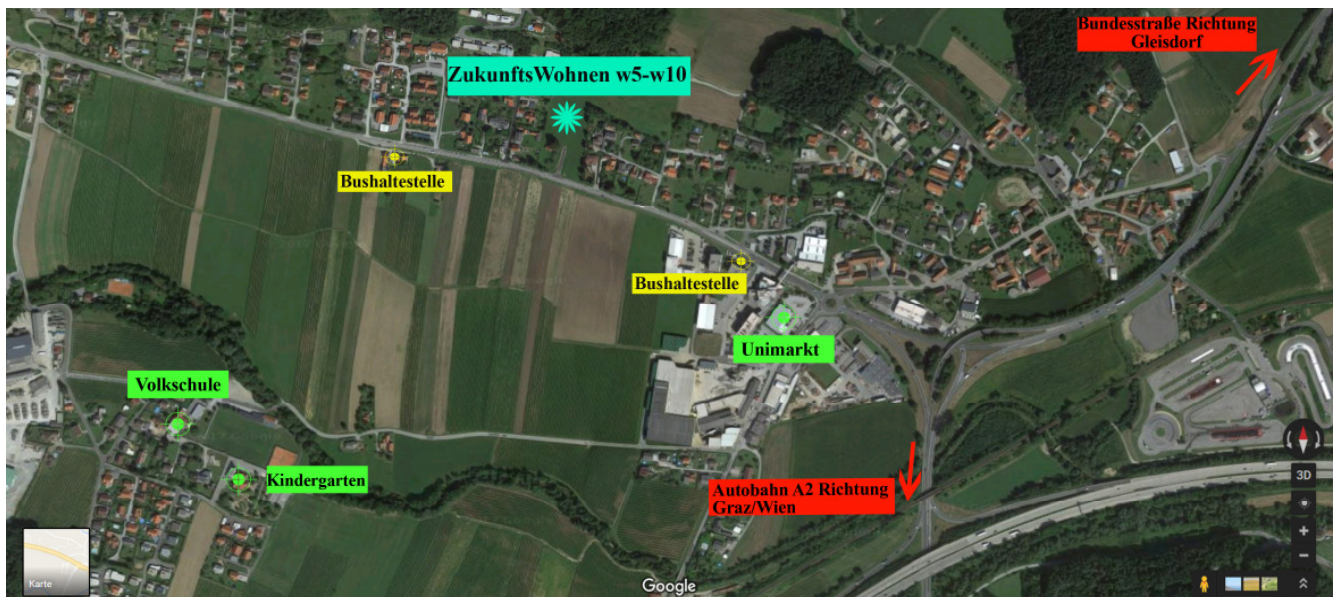 Bundesstraße Richtung
Gleisdorf
ZukunftsWohnen w5-w10
Bushaltestelle
Bushaltestelle
Unimarkt
Volkschule
Kindergarten
Autobahn A2 Richtung
Graz/Wien
3D
Karte
Google